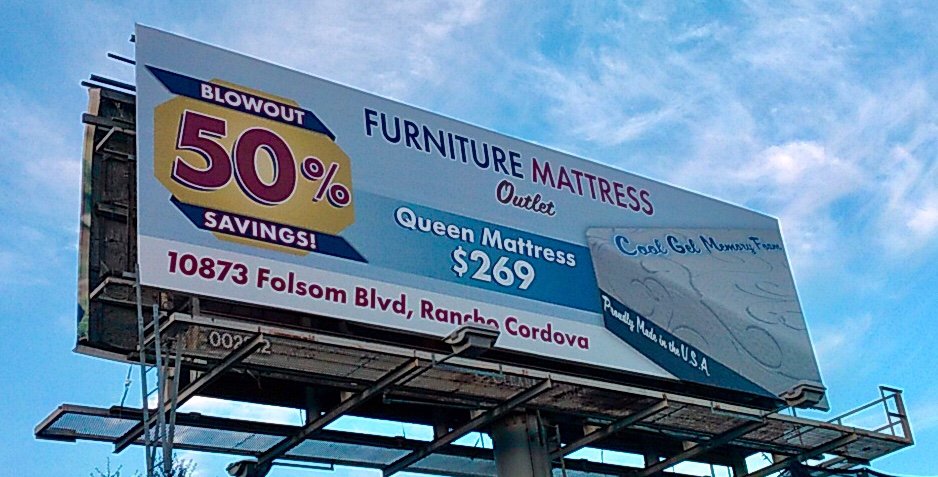 BLOWOUT
50%
SAVINGS!
FURNITURE MATTRESS
Outlet
Queen Mattress
$269
Cool Gel Memory Foam
Proudly Made in the U.S.A
10873 Folsom Blvd, Rancho Cordova